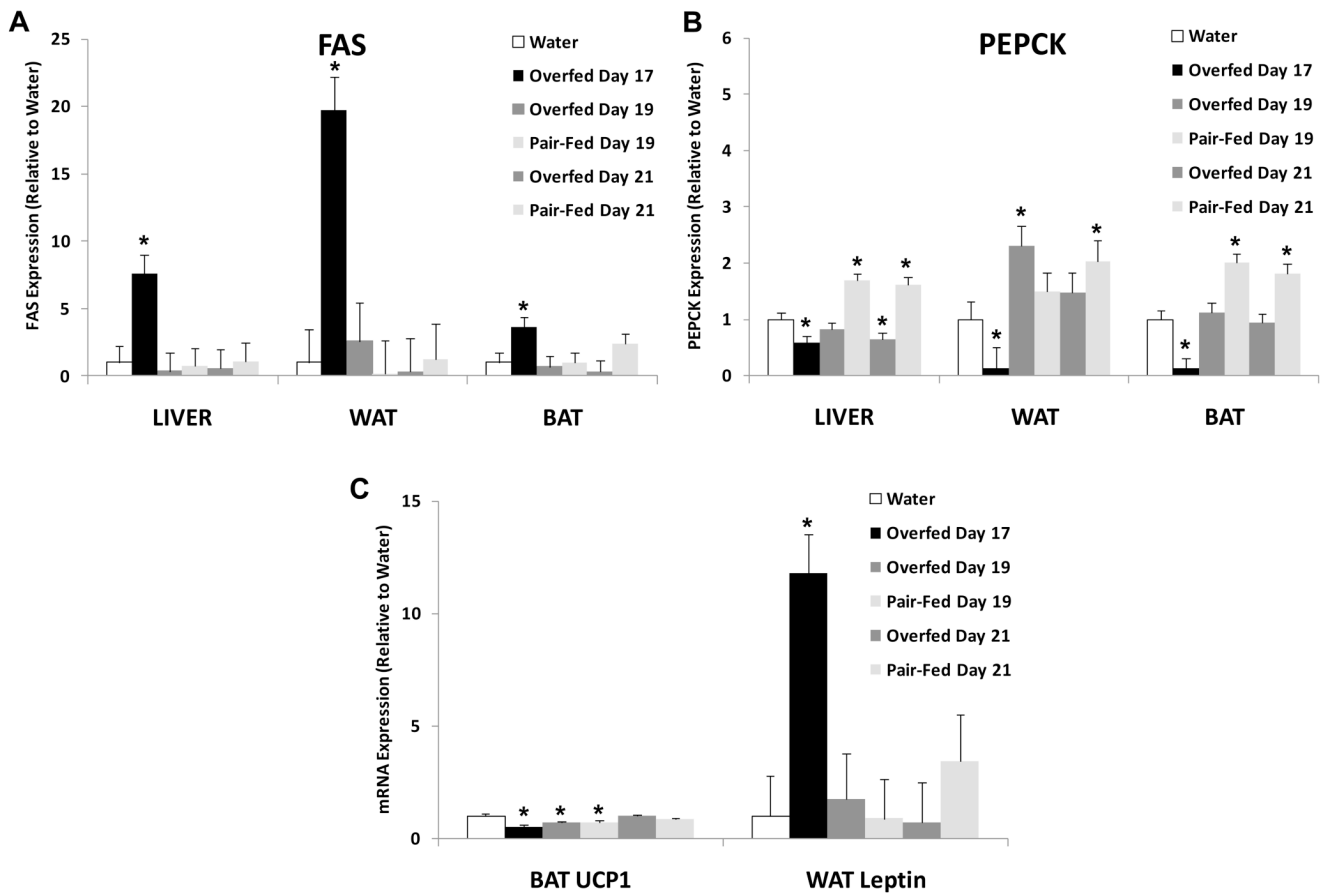 A
FAS
FAS Expression (Relative to Water)
25
20
15
10
5
0
*
*
*
Water
Overfed Day 17
Overfed Day 19
Pair-Fed Day 19
Overfed Day 21
Pair-Fed Day 21
LIVER WAT BAT
B
PEPCK
PEPCK Expression (Relative to Water)
6
5
4
3
2
1
0
* * * * * * * * * *
Water
Overfed Day 17
Overfed Day 19
Pair-Fed Day 19
Overfed Day 21
Pair-Fed Day 21
LIVER WAT BAT
C
mRNA Expression (Relative to Water)
15
10
5
0
* * * *
Water
Overfed Day 17
Overfed Day 19
Pair-Fed Day 19
Overfed Day 21
Pair-Fed Day 21
BAT UCP1 WAT Leptin